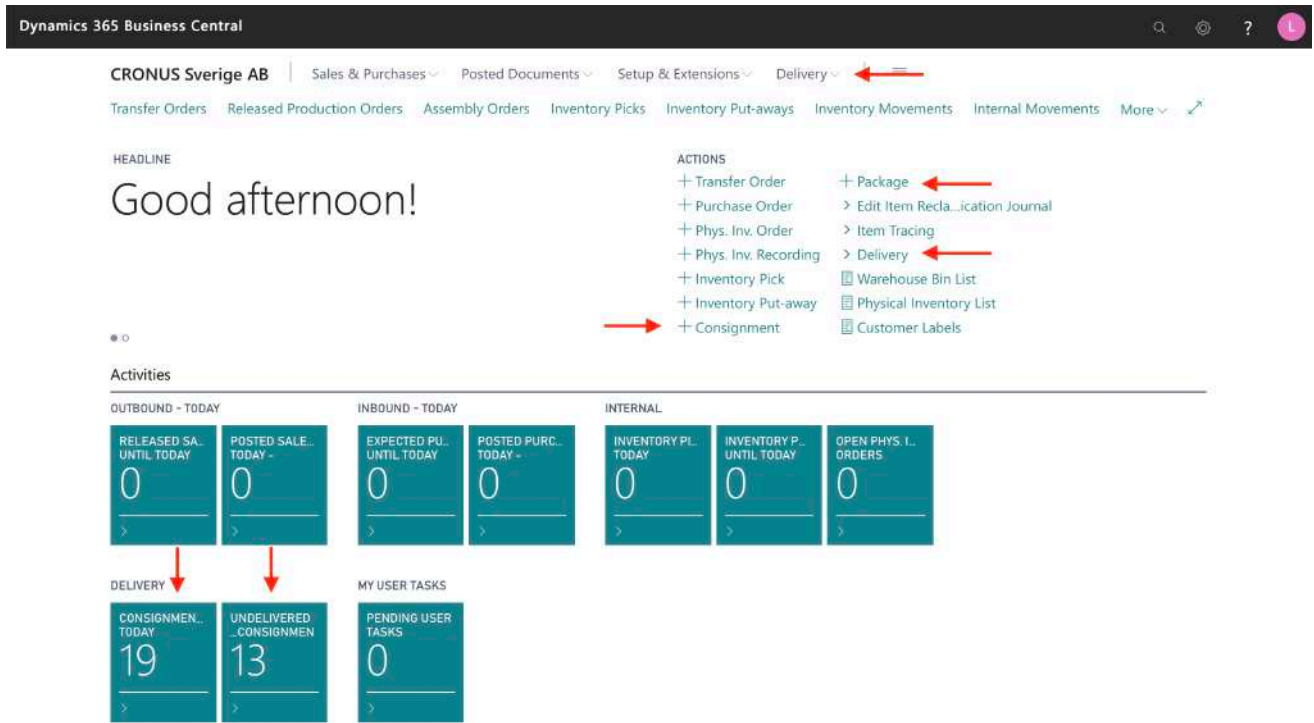 Dynamics 365 Business Central
?
L
CRONUS Sverige AB
Sales & Purchases
Posted Documents
Setup & Extensions
Delivery
Transfer Orders
Released Production Orders
Assembly Orders
Inventory Picks
Inventory Put-aways
Inventory Movements
Internal Movements
More
HEADLINE
Good afternoon!
ACTIONS
+ Transfer Order
+ Purchase Order
+ Phys. Inv. Order
+ Phys. Inv. Recording
+ Inventory Pick
+ Inventory Put-away
+ Consignment
+ Package
> Edit Item Recla...ication Journal
> Item Tracing
> Delivery
Warehouse Bin List
Physical Inventory List
Customer Labels
Activities
OUTBOUND - TODAY
RELEASED SA...
UNTIL TODAY
0
>
POSTED SALE...
TODAY -
0
>
INBOUND - TODAY
EXPECTED PU...
UNTIL TODAY
0
>
POSTED PURC...
TODAY -
0
>
INTERNAL
INVENTORY PI...
TODAY
0
>
INVENTORY P...
UNTIL TODAY
0
>
OPEN PHYS. I...
ORDERS
0
>
DELIVERY
CONSIGNMEN...
TODAY
19
>
UNDELIVERED
...CONSIGNMEN
13
>
MY USER TASKS
PENDING USER
TASKS
0
>